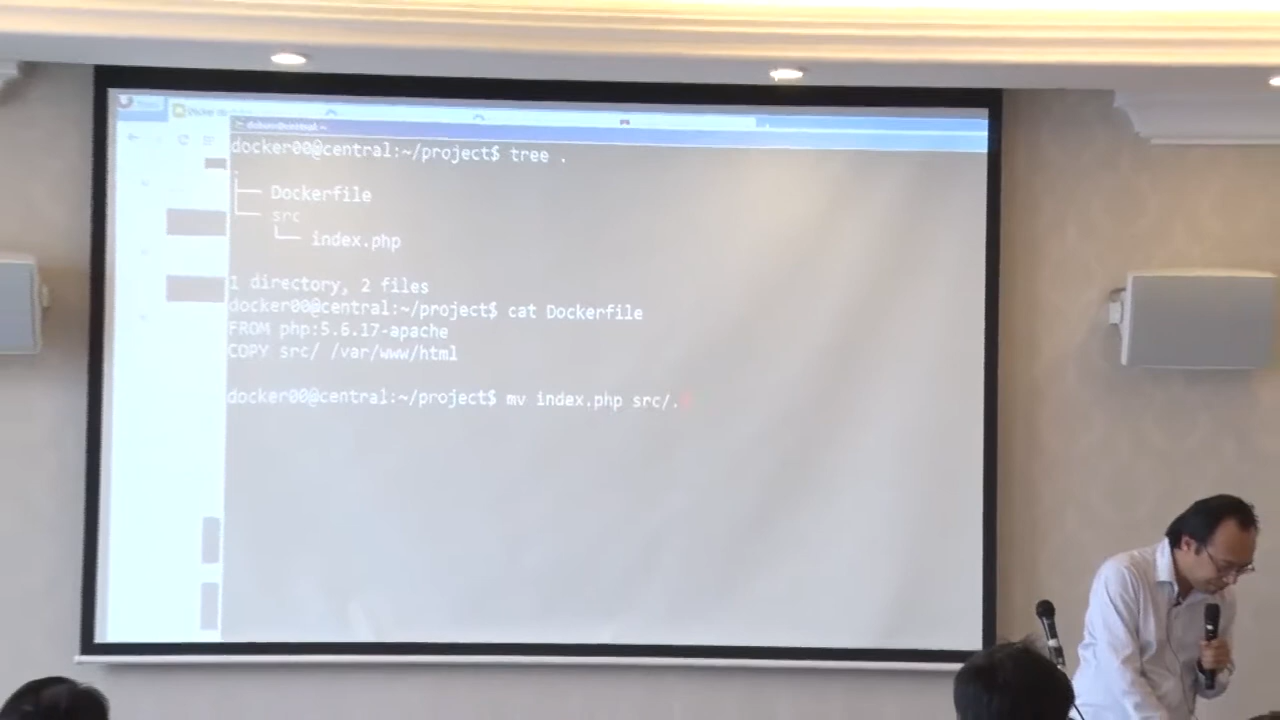 docker00@central:~/project$ tree .
.
├── Dockerfile
└── src
    └── index.php
1 directory, 2 files
docker00@central:~/project$ cat Dockerfile
FROM php:5.6.17-apache
COPY src/ /var/www/html
docker00@central:~/project$ mv index.php src/.